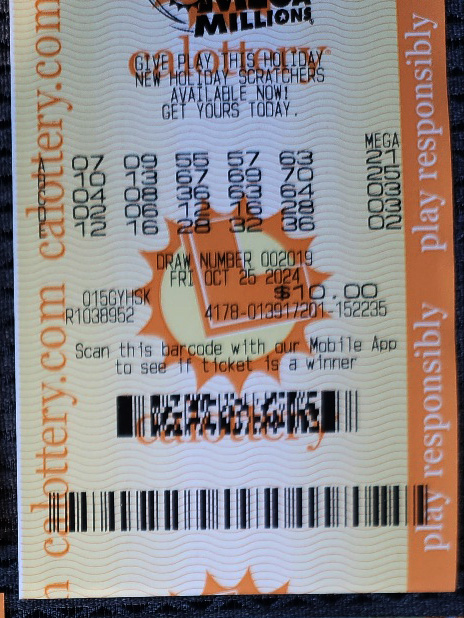 MEGA
MILLIONS
calottery
GIVE PLAY THIS HOLIDAY
NEW HOLIDAY SCRATCHERS
AVAILABLE NOW!
GET YOURS TODAY.
MEGA
07 09 55 57 63 21
10 13 67 69 70 25
04 08 36 63 64 05
02 06 12 16 18 03
12 16 28 32 36 02
DRAW NUMBER 002019
FRI OCT 25 2024
$10.00
015GYHSK
R1038952 4178-013917201-152235
Scan this barcode with our Mobile App
to see if ticket is a winner
calottery
calottery.com calottery.com
play responsibly play responsibly